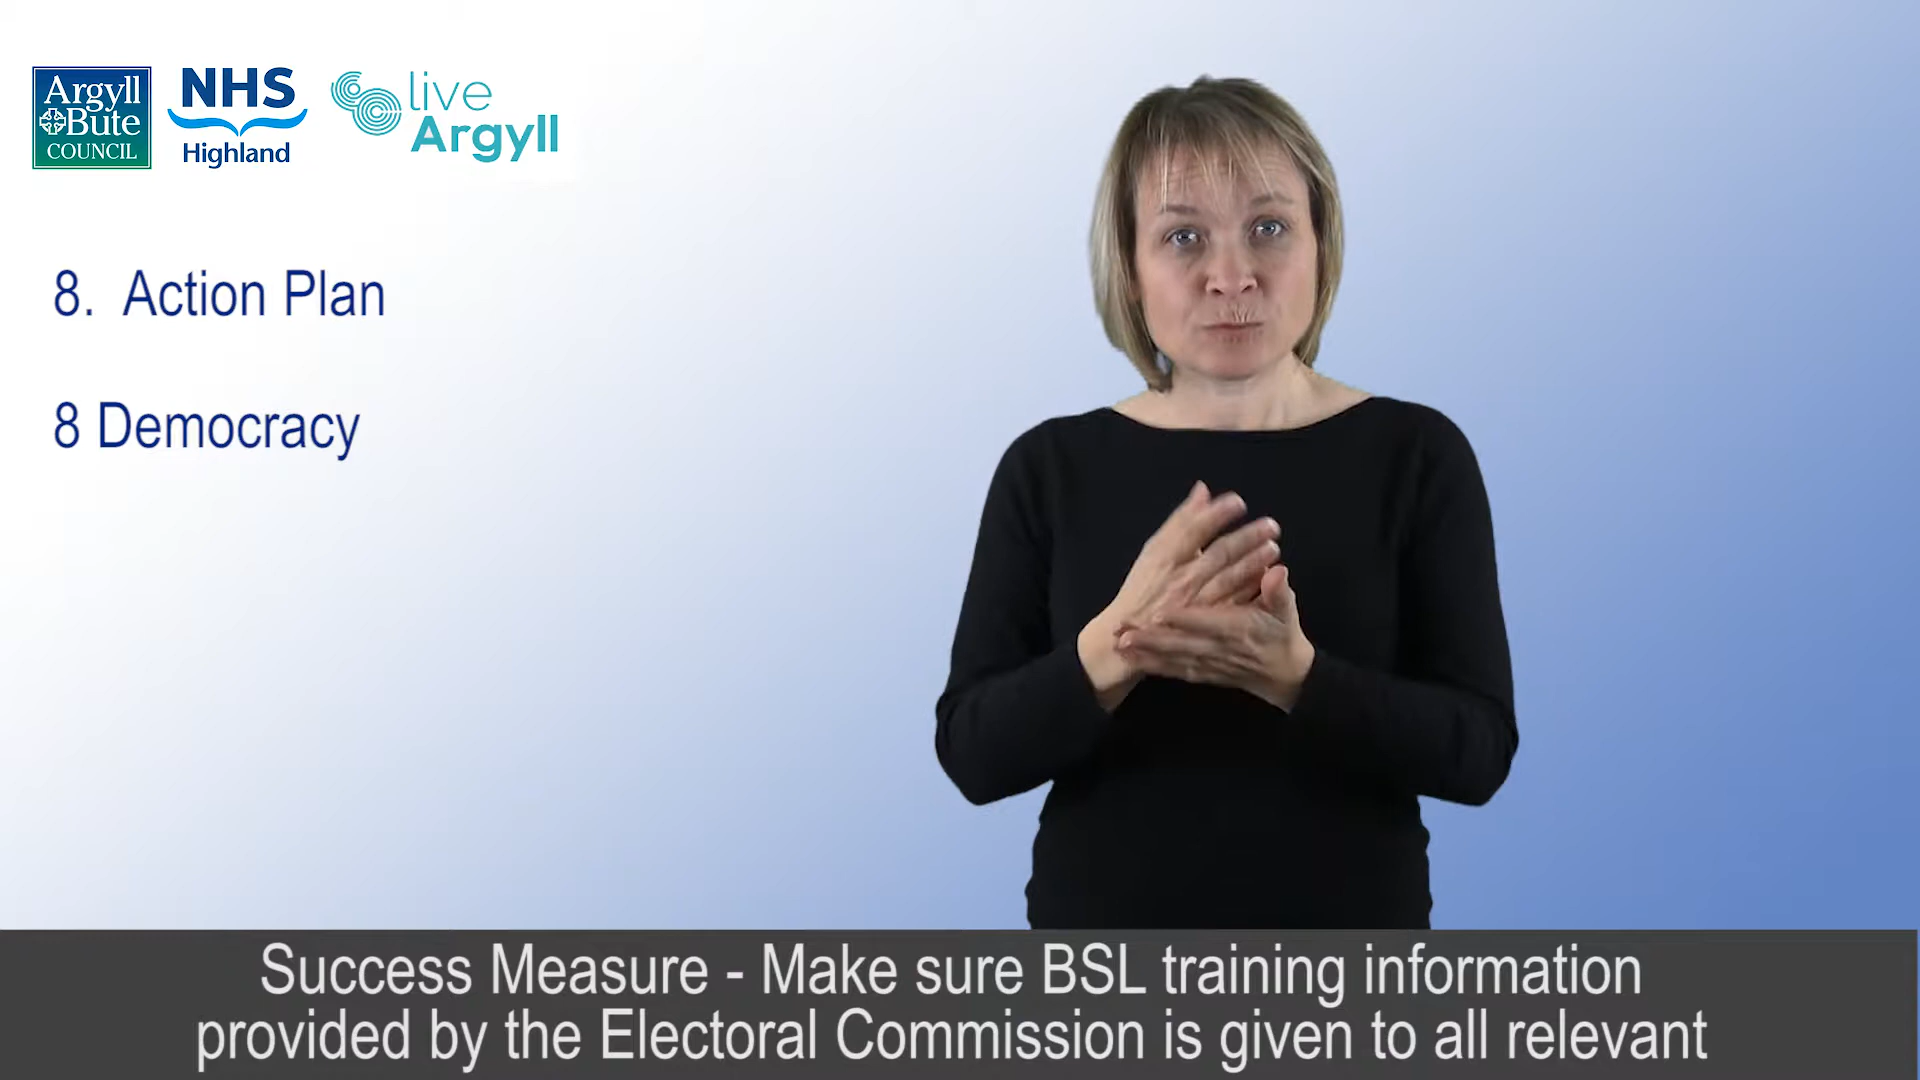 Argyll
Bute
COUNCIL
NHS
Highland
live
Argyll
8. Action Plan
8 Democracy
Success Measure - Make sure BSL training information
provided by the Electoral Commission is given to all relevant